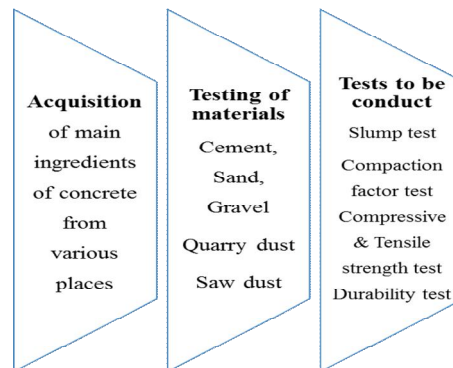 Acquisition
of main
ingredients
of concrete
from
various
places
Testing of
materials
Cement,
Sand,
Gravel
Quarry dust
Saw dust
Tests to be
conduct
Slump test
Compaction
factor test
Compressive
& Tensile
strength test
Durability test